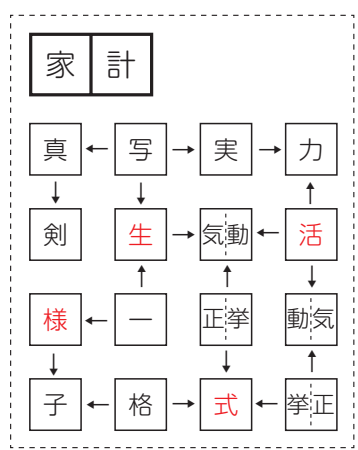 家計
真 ← 写 → 実 → 力
↓ ↓ ↑
剣 生 → 気動 ← 活
↑ ↑ ↓
様 ← 一 正挙 動気
↓ ↓ ↑
子 ← 格 → 式 ← 挙正